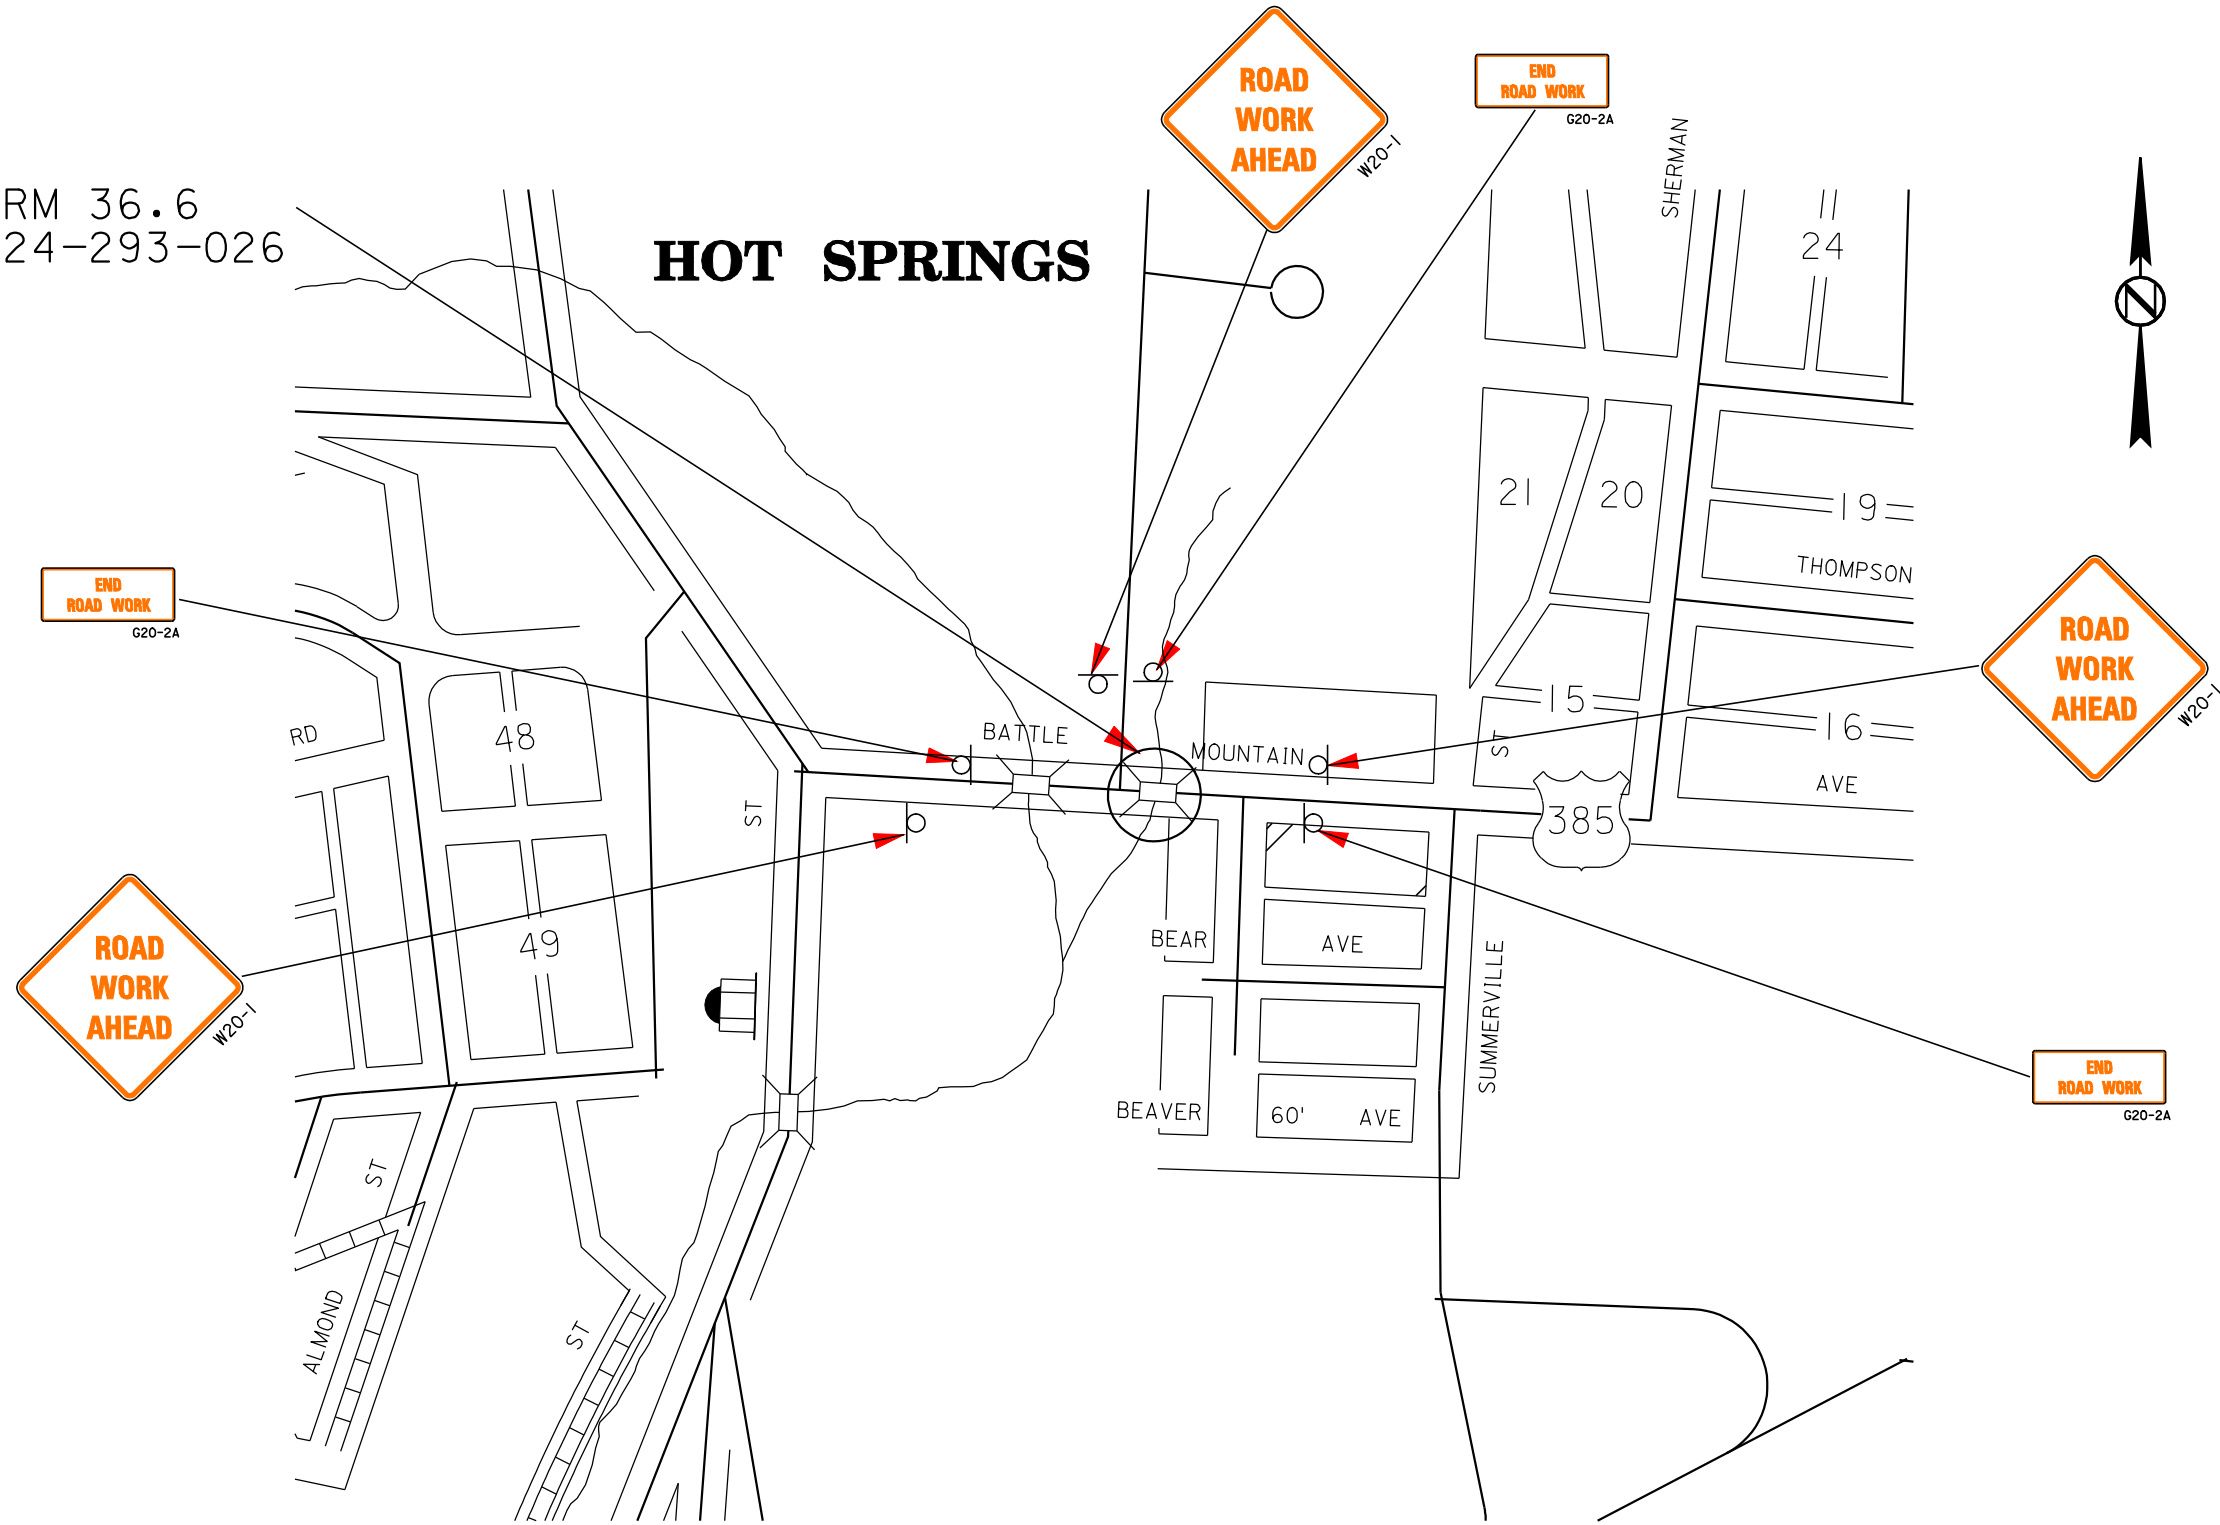 ROAD
WORK
AHEAD
W20-1
END
ROAD WORK
G20-2A
SHERMAN
RM 36.6
24-293-026
HOT SPRINGS
24
N
21
20
19
THOMPSON
END
ROAD WORK
G20-2A
ROAD
WORK
AHEAD
W20-1
RD
48
BATTLE
MOUNTAIN
15
ST
16
AVE
ST
385
49
BEAR
AVE
ROAD
WORK
AHEAD
W20-1
SUMMERVILLE
END
ROAD WORK
G20-2A
BEAVER
60'
AVE
ST
ALMOND
ST